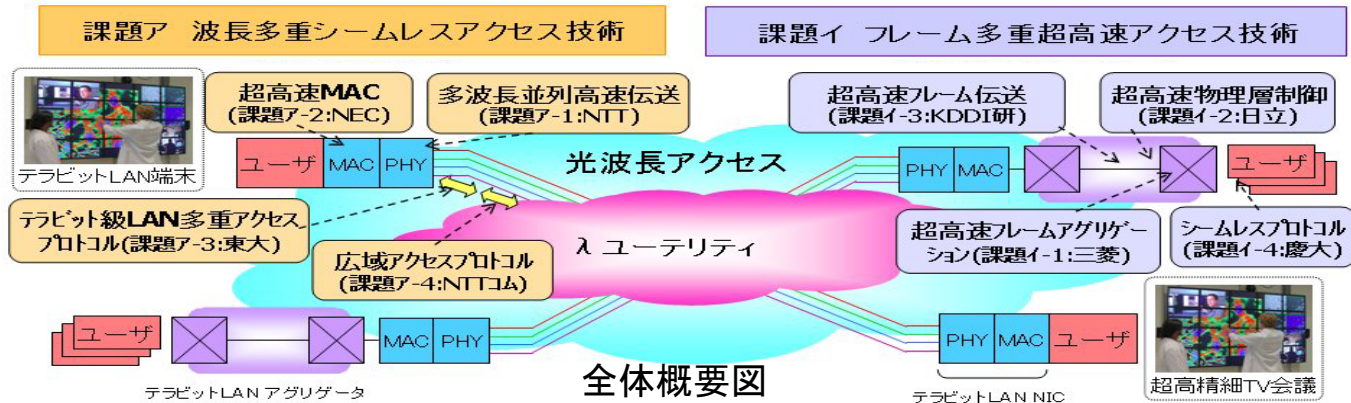 課題ア 波長多重シームレスアクセス技術
課題イ フレーム多重超高速アクセス技術
超高速MAC
(課題ア-2:NEC)
多波長並列高速伝送
(課題ア-1:NTT)
超高速フレーム伝送
(課題イ-3:KDDI研)
超高速物理層制御
(課題イ-2:日立)
テラビットLAN端末
ユーザ
MAC
PHY
光波長アクセス
PHY
MAC
ユーザ
テラビット級LAN多重アクセス
プロトコル(課題ア-3:東大)
広域アクセスプロトコル
(課題ア-4:NTTコム)
λ ユーテリティ
超高速フレームアグリゲー
ション(課題イ-1:三菱)
シームレスプロトコル
(課題イ-4:慶大)
ユーザ
MAC
PHY
PHY
MAC
ユーザ
テラビットLAN アグリゲータ
全体概要図
テラビットLAN NIC
超高精細TV会議